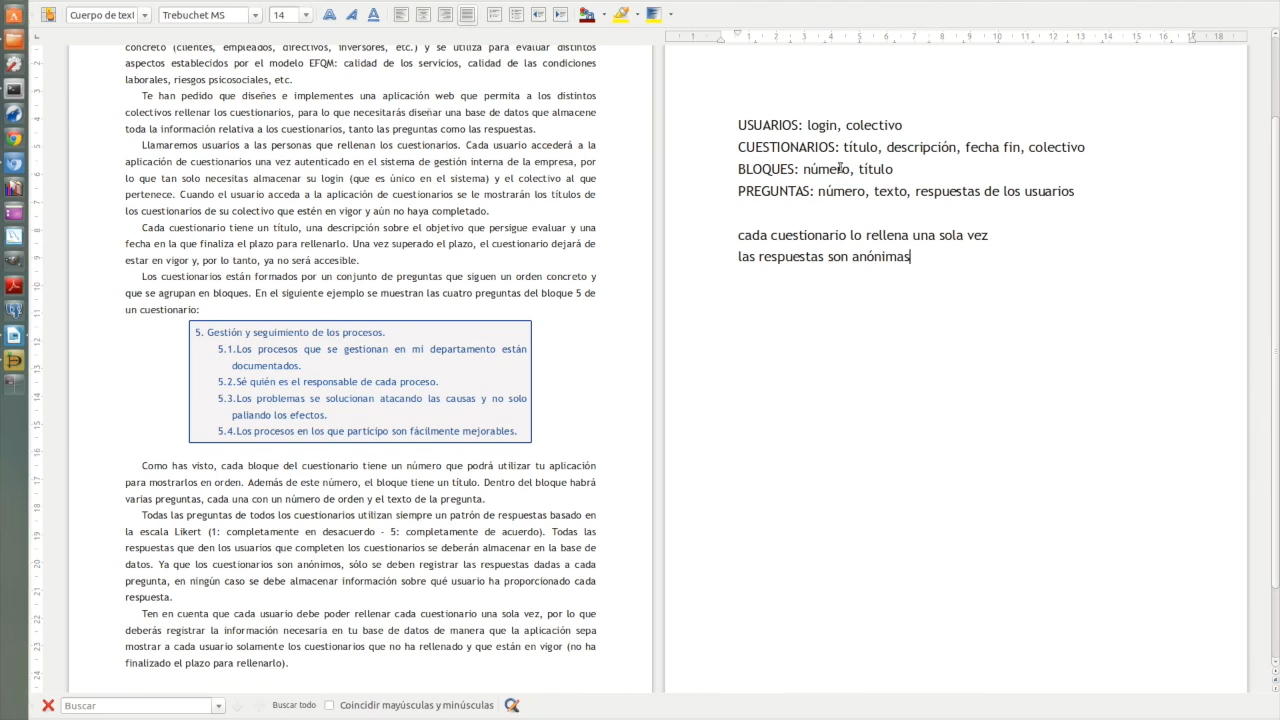 Cuerpo de text
Trebuchet MS
14
concreto (clientes, empleados, directivos, inversores, etc.) y se utiliza para evaluar distintos
aspectos establecidos por el modelo EFQM: calidad de los servicios, calidad de las condiciones
laborales, riesgos psicosociales, etc.
Te han pedido que diseñes e implementes una aplicación web que permita a los distintos
colectivos rellenar los cuestionarios, para lo que necesitarás diseñar una base de datos que almacene
toda la información relativa a los cuestionarios, tanto las preguntas como las respuestas.
Llamaremos usuarios a las personas que rellenan los cuestionarios. Cada usuario accederá a la
aplicación de cuestionarios una vez autenticado en el sistema de gestión interna de la empresa, por
lo que tan solo necesitas almacenar su login (que es único en el sistema) y el colectivo al que
pertenece. Cuando el usuario acceda a la aplicación de cuestionarios se le mostrarán los títulos de
los cuestionarios de su colectivo que estén en vigor y aún no haya completado.
Cada cuestionario tiene un título, una descripción sobre el objetivo que persigue evaluar y una
fecha en la que finaliza el plazo para rellenarlo. Una vez superado el plazo, el cuestionario dejará de
estar en vigor y, por lo tanto, ya no será accesible.
Los cuestionarios están formados por un conjunto de preguntas que siguen un orden concreto y
que se agrupan en bloques. En el siguiente ejemplo se muestran las cuatro preguntas del bloque 5 de
un cuestionario:
5. Gestión y seguimiento de los procesos.
5.1.Los procesos que se gestionan en mi departamento están
documentados.
5.2.Sé quién es el responsable de cada proceso.
5.3.Los problemas se solucionan atacando las causas y no solo
paliando los efectos.
5.4.Los procesos en los que participo son fácilmente mejorables.
Como has visto, cada bloque del cuestionario tiene un número que podrá utilizar tu aplicación
para mostrarlos en orden. Además de este número, el bloque tiene un título. Dentro del bloque habrá
varias preguntas, cada una con un número de orden y el texto de la pregunta.
Todas las preguntas de todos los cuestionarios utilizan siempre un patrón de respuestas basado en
la escala Likert (1: completamente en desacuerdo - 5: completamente de acuerdo). Todas las
respuestas que den los usuarios que completen los cuestionarios se deberán almacenar en la base de
datos. Ya que los cuestionarios son anónimos, sólo se deben registrar las respuestas dadas a cada
pregunta, en ningún caso se debe almacenar información sobre qué usuario ha proporcionado cada
respuesta.
Ten en cuenta que cada usuario debe poder rellenar cada cuestionario una sola vez, por lo que
deberás registrar la información necesaria en tu base de datos de manera que la aplicación sepa
mostrar a cada usuario solamente los cuestionarios que no ha rellenado y que están en vigor (no ha
finalizado el plazo para rellenarlo).
1 1 2 3 4 5 6 7 8 9 10 11 12 13 14 15 16 17 18
USUARIOS: login, colectivo
CUESTIONARIOS: título, descripción, fecha fin, colectivo
BLOQUES: número, título
PREGUNTAS: número, texto, respuestas de los usuarios
cada cuestionario lo rellena una sola vez
las respuestas son anónimas
Buscar
Buscar todo
Coincidir mayúsculas y minúsculas